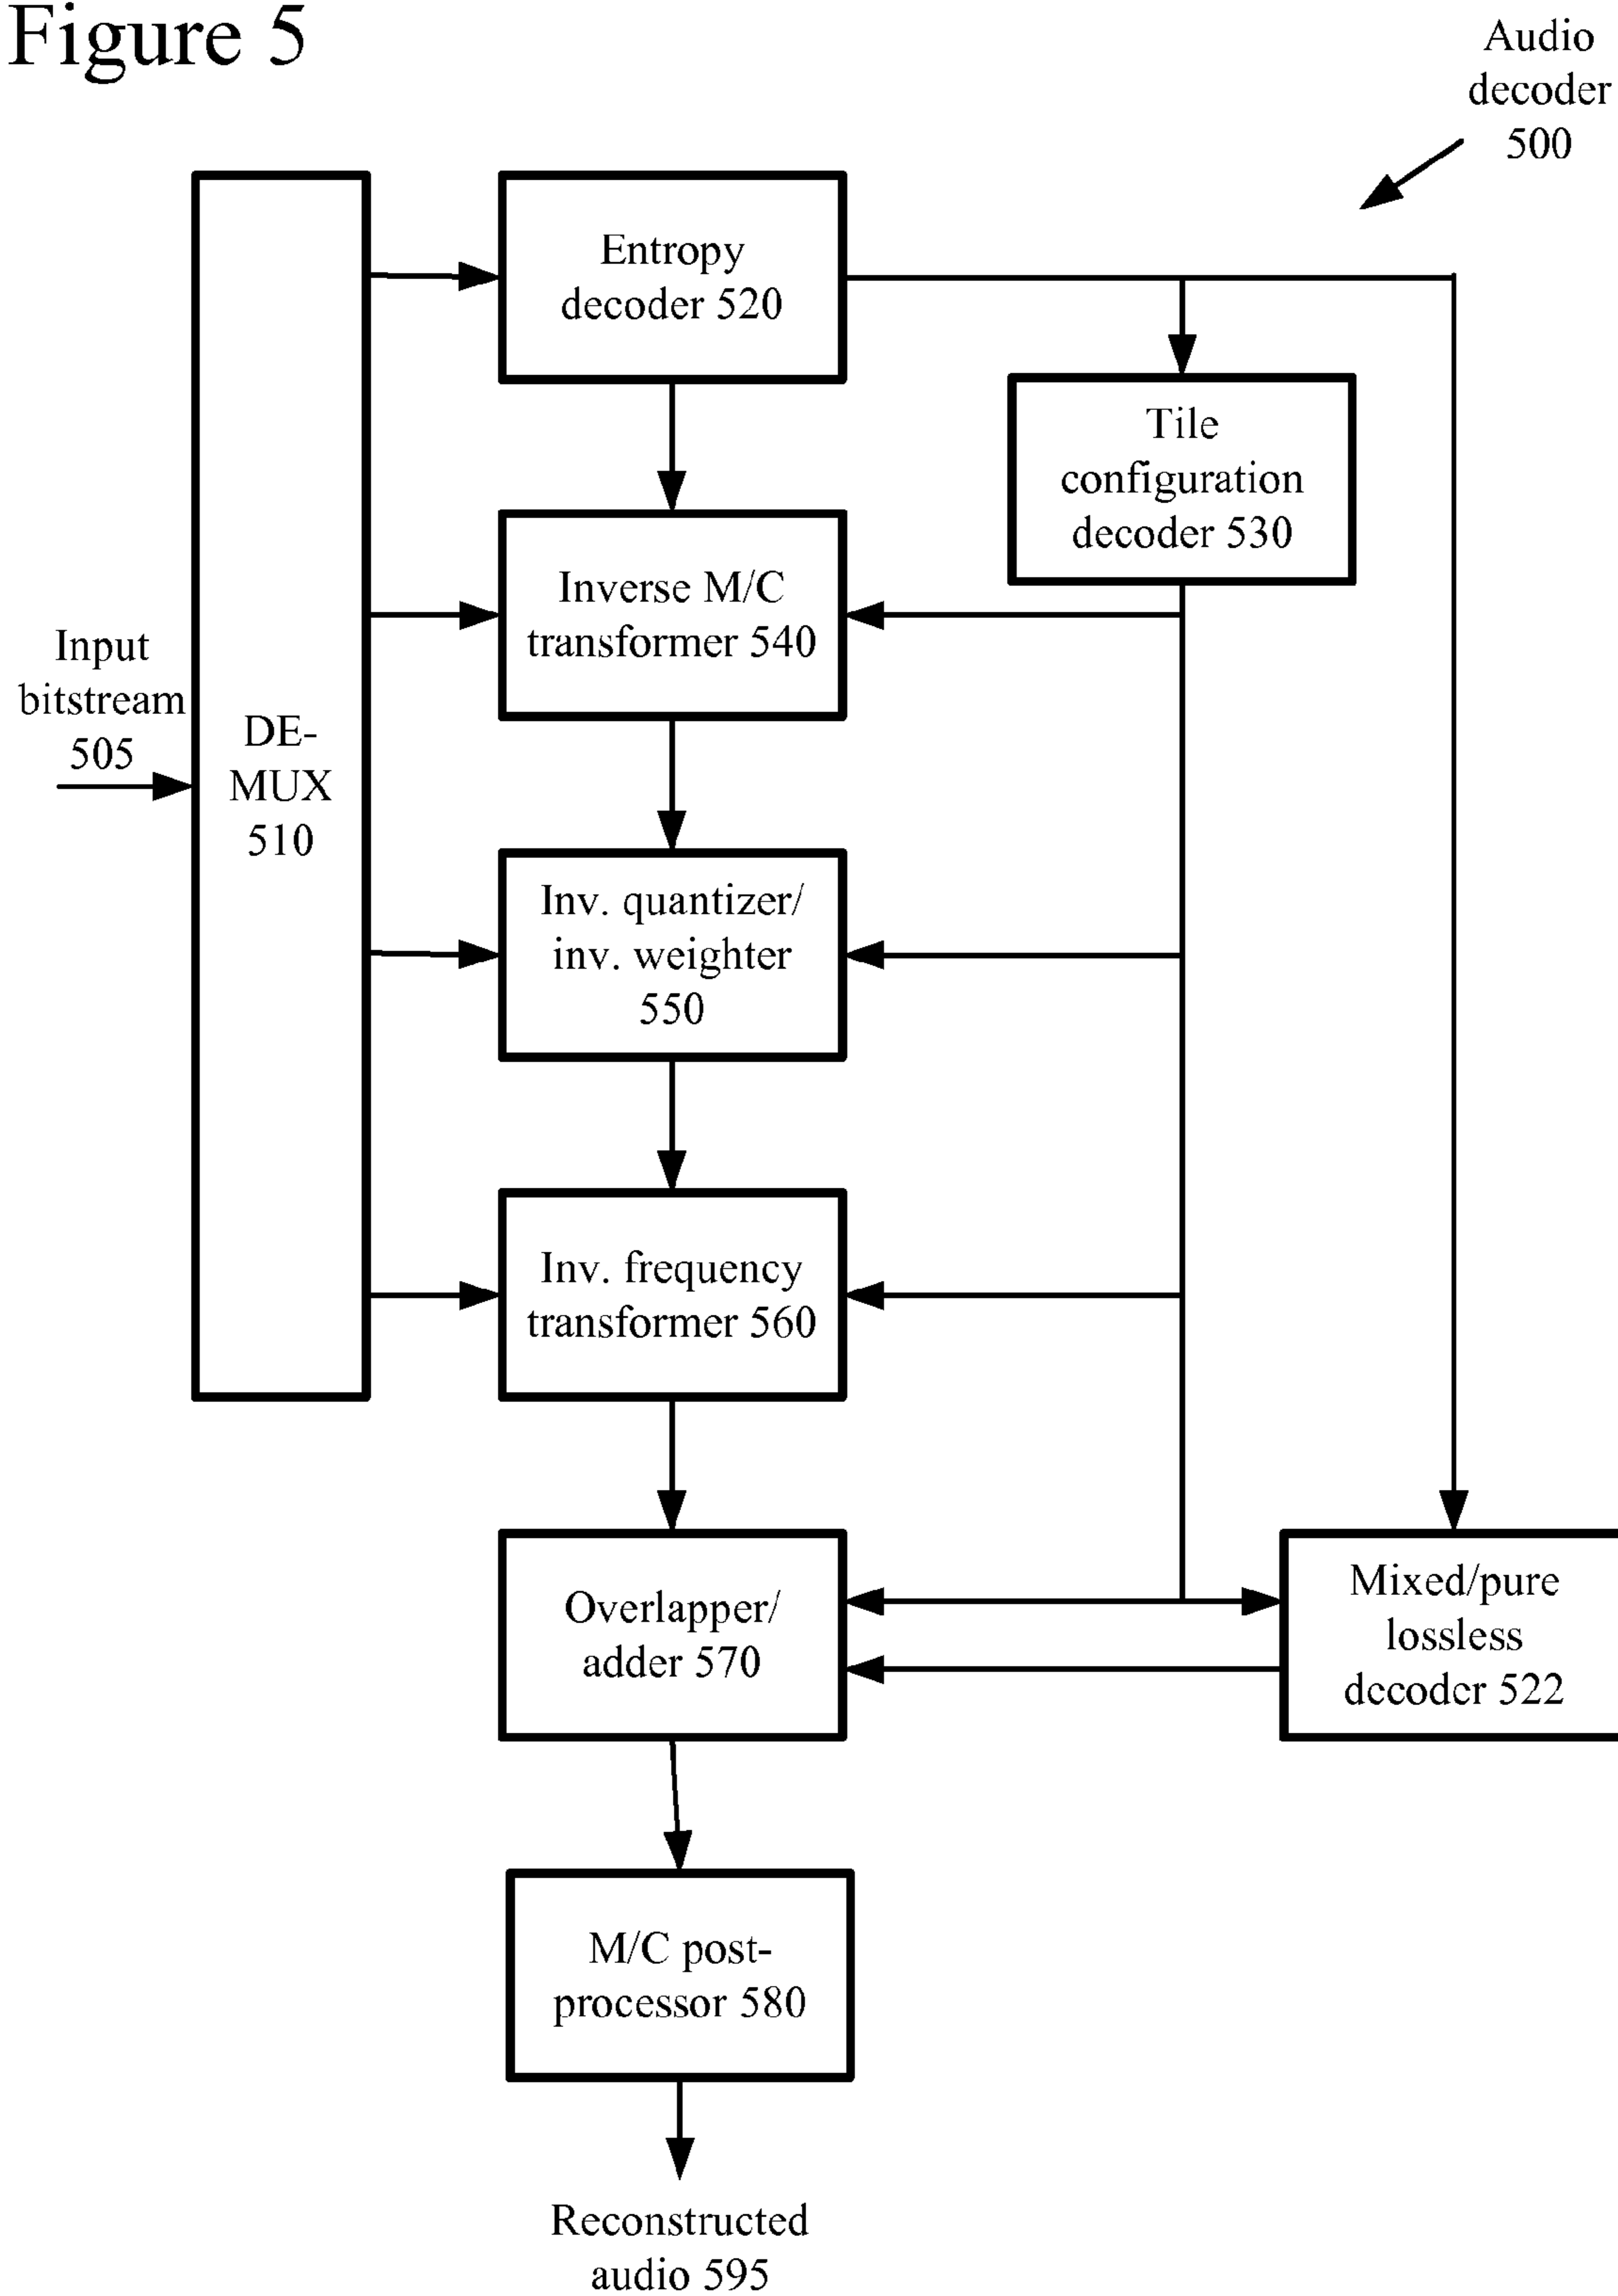 Figure 5
Audio
decoder
500
Entropy
decoder 520
Tile
configuration
decoder 530
Inverse M/C
transformer 540
Input
bitstream
505
DE-
MUX
510
Inv. quantizer/
inv. weighter
550
Inv. frequency
transformer 560
Overlapper/
adder 570
Mixed/pure
lossless
decoder 522
M/C post-
processor 580
Reconstructed
audio 595